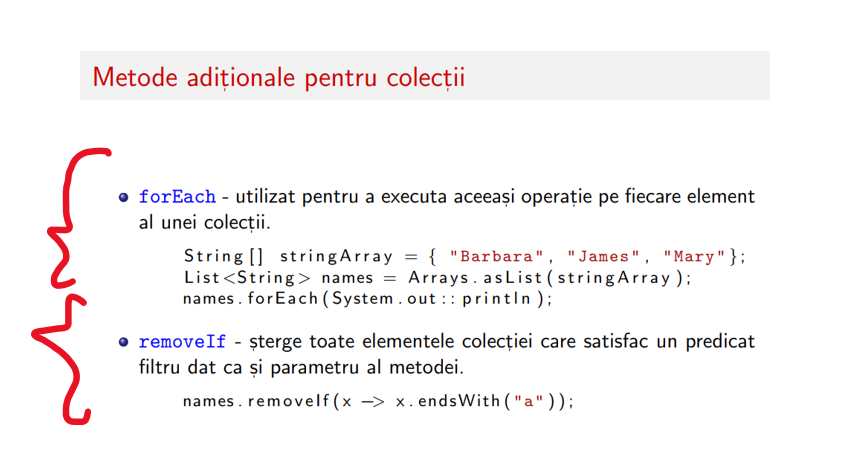 Metode adiționale pentru colecții
forEach - utilizat pentru a executa aceeași operație pe fiecare element
al unei colecții.
String[] stringArray = { "Barbara", "James", "Mary"};
List<String> names = Arrays.asList(stringArray);
names.forEach(System.out::println);
removeIf - șterge toate elementele colecției care satisfac un predicat
filtru dat ca și parametru al metodei.
names.removeIf(x -> x.endsWith("a"));